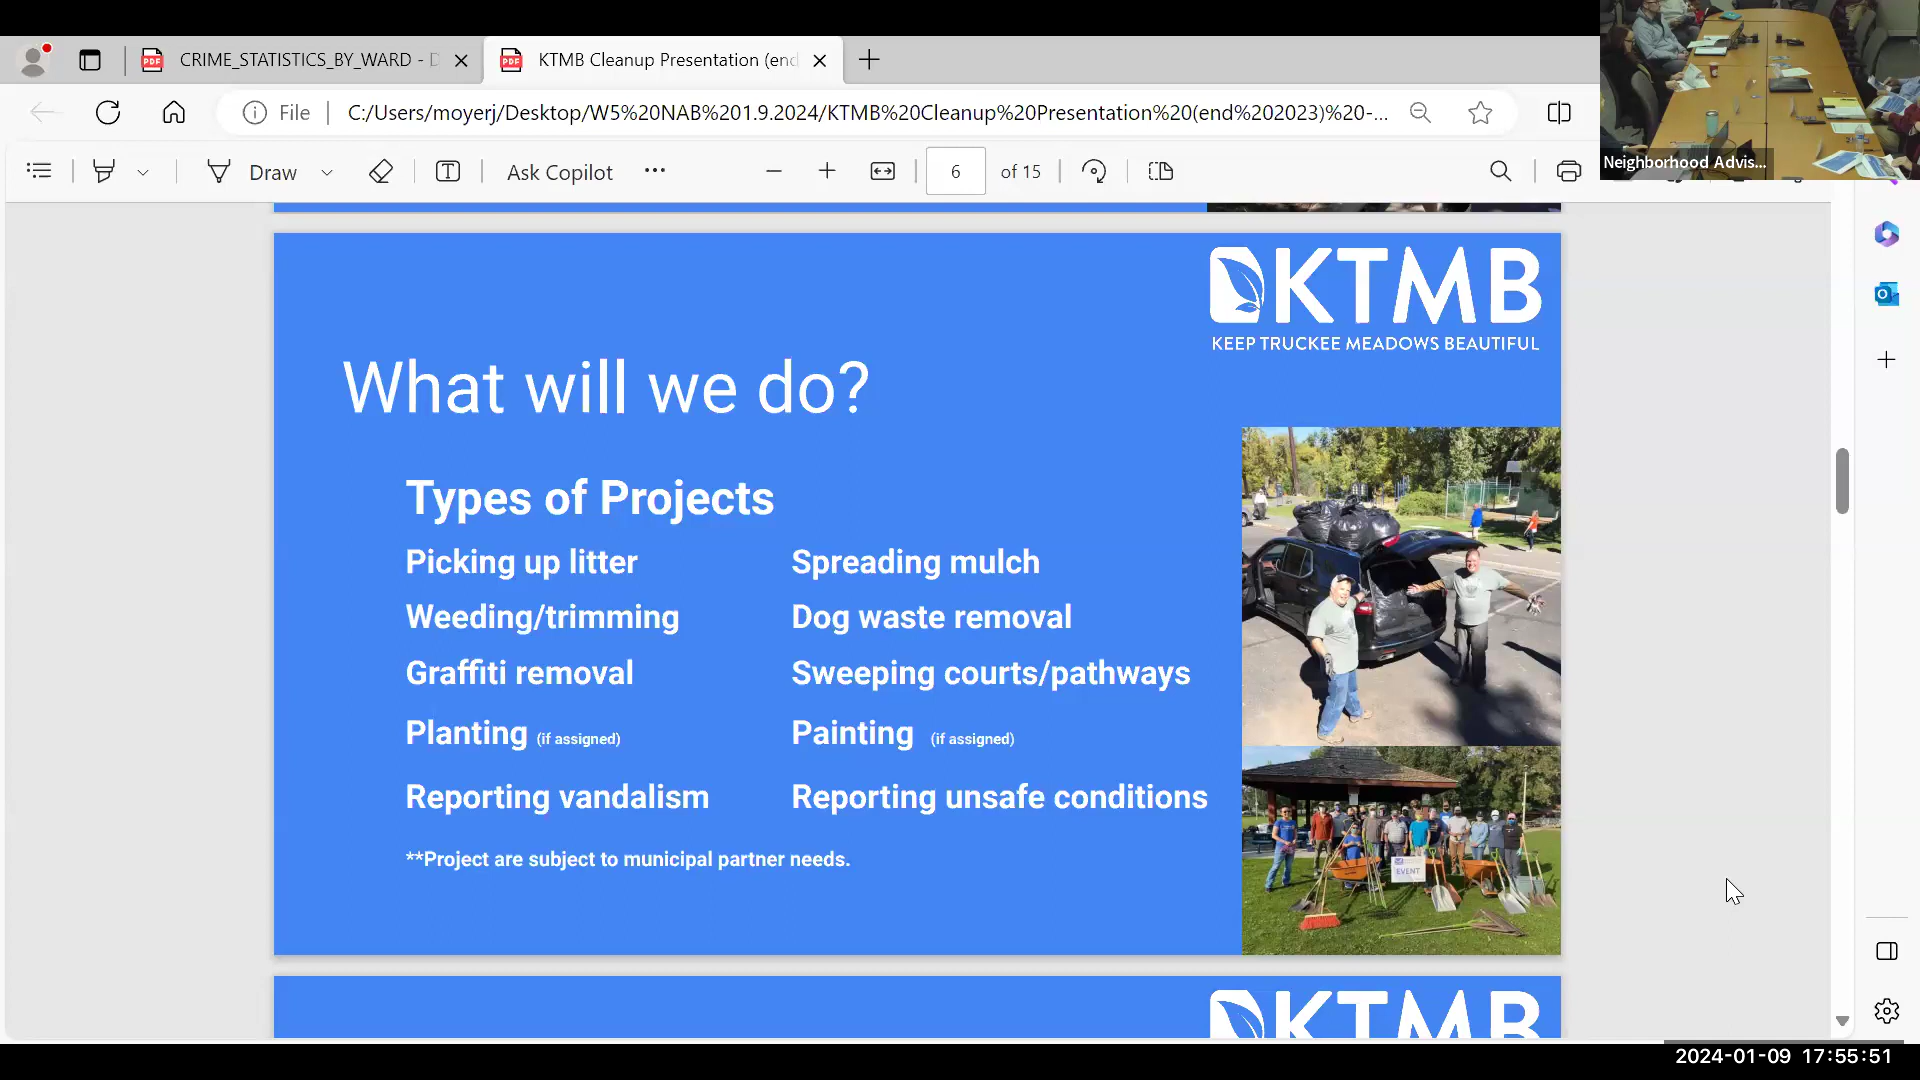 CRIME_STATISTICS_BY_WARD - D
KTMB Cleanup Presentation (end
File
C:/Users/moyerj/Desktop/W5%20NAB%201.9.2024/KTMB%20Cleanup%20Presentation%20(end%202023)%20-...
Draw
Ask Copilot
6
of 15
Neighborhood Advis...
KTMB
KEEP TRUCKEE MEADOWS BEAUTIFUL
What will we do?
Types of Projects
Picking up litter
Spreading mulch
Weeding/trimming
Dog waste removal
Graffiti removal
Sweeping courts/pathways
Planting (if assigned)
Painting (if assigned)
Reporting vandalism
Reporting unsafe conditions
**Project are subject to municipal partner needs.
EVENT
KTMB
2024-01-09 17:55:51